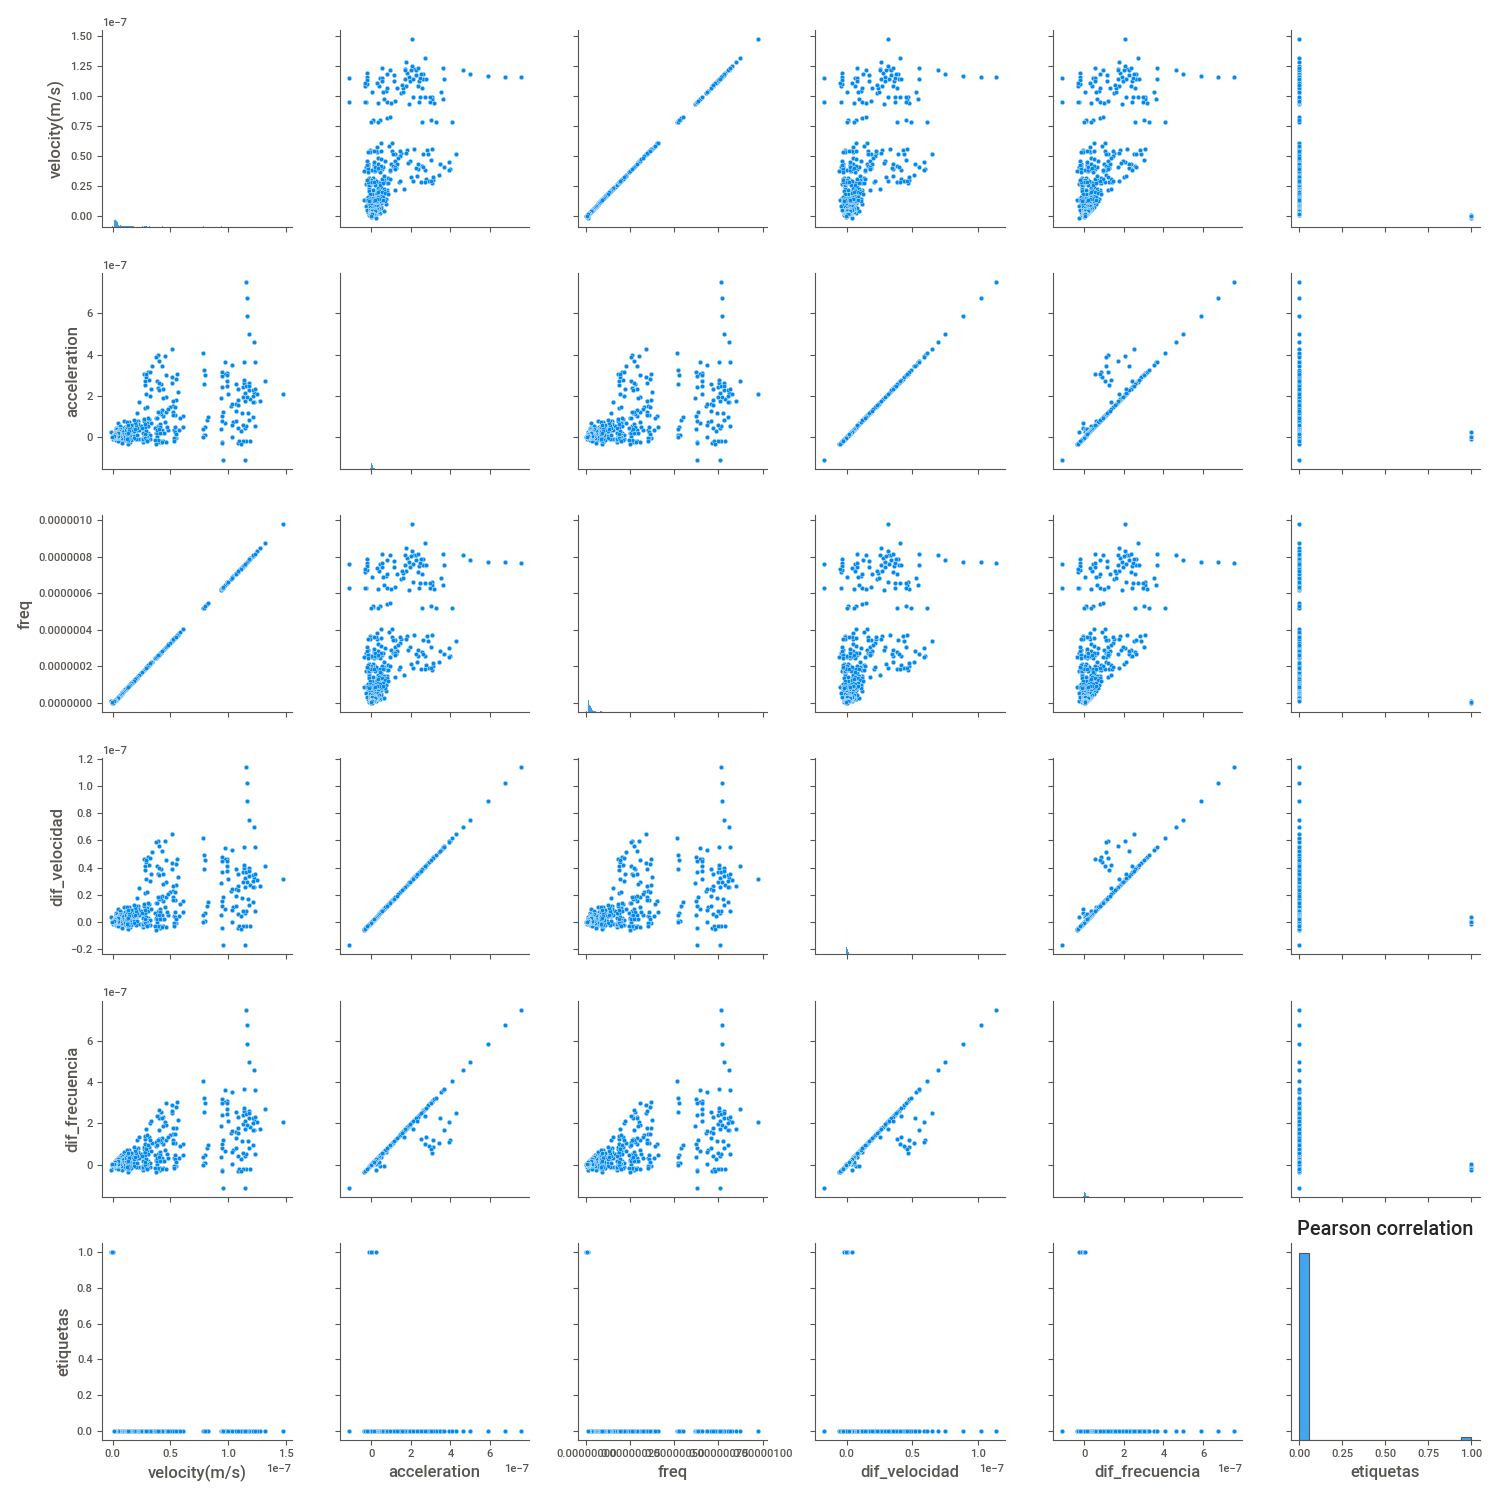 1e−7
1.50
1.25
1.00
0.75
0.50
0.25
0.00
velocity(m/s)
1e−7
6
4
2
0
acceleration
0.0000010
0.0000008
0.0000006
0.0000004
0.0000002
0.0000000
freq
1e−7
1.2
1.0
0.8
0.6
0.4
0.2
0.0
−0.2
dif_velocidad
1e−7
6
4
2
0
dif_frecuencia
Pearson correlation
1.0
0.8
0.6
0.4
0.2
0.0
etiquetas
0.0 0.5 1.0 1.5
1e−7
velocity(m/s)
0 2 4 6
1e−7
acceleration
freq
0.0 0.5 1.0
1e−7
dif_velocidad
0 2 4 6
1e−7
dif_frecuencia
0.00 0.25 0.50 0.75 1.00
etiquetas